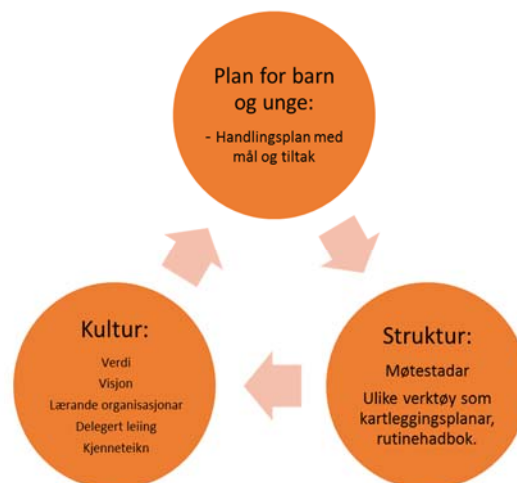 Plan for barn
og unge:
- Handlingsplan med
mål og tiltak
Kultur:
Verdi
Visjon
Lærande organisasjonar
Delegert leiing
Kjenneteikn
Struktur:
Møtestadar
Ulike verktøy som
kartleggingsplanar,
rutinehadbok.